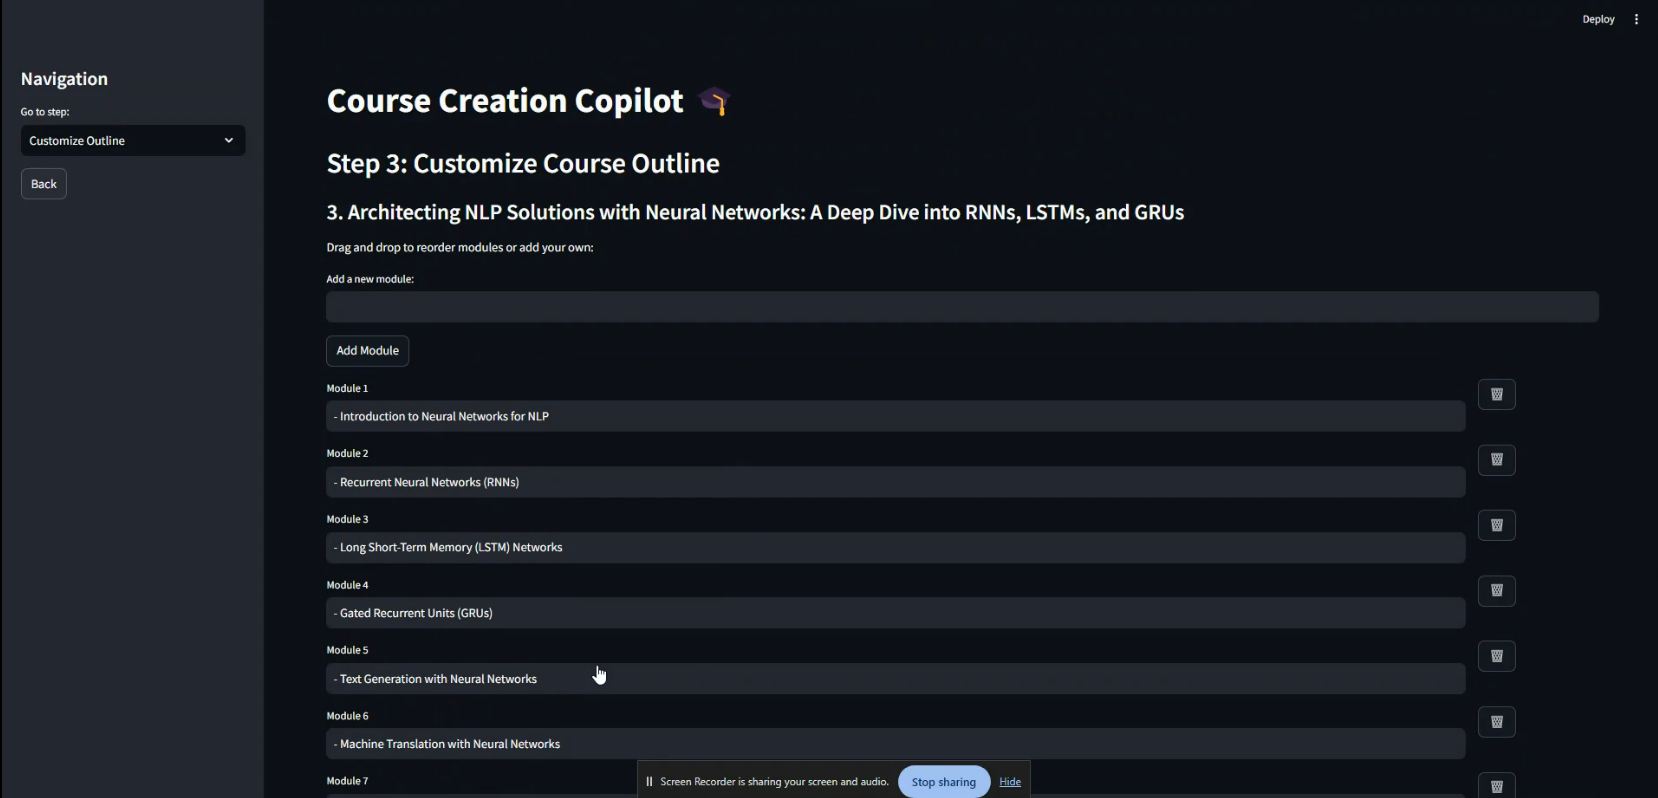 Deploy
Navigation
Go to step:
Customize Outline
Back
Course Creation Copilot
Step 3: Customize Course Outline
3. Architecting NLP Solutions with Neural Networks: A Deep Dive into RNNs, LSTMs, and GRUs
Drag and drop to reorder modules or add your own:
Add a new module:
Add Module
Module 1
- Introduction to Neural Networks for NLP
Module 2
- Recurrent Neural Networks (RNNs)
Module 3
- Long Short-Term Memory (LSTM) Networks
Module 4
- Gated Recurrent Units (GRUs)
Module 5
- Text Generation with Neural Networks
Module 6
- Machine Translation with Neural Networks
Module 7
Screen Recorder is sharing your screen and audio. Stop sharing Hide